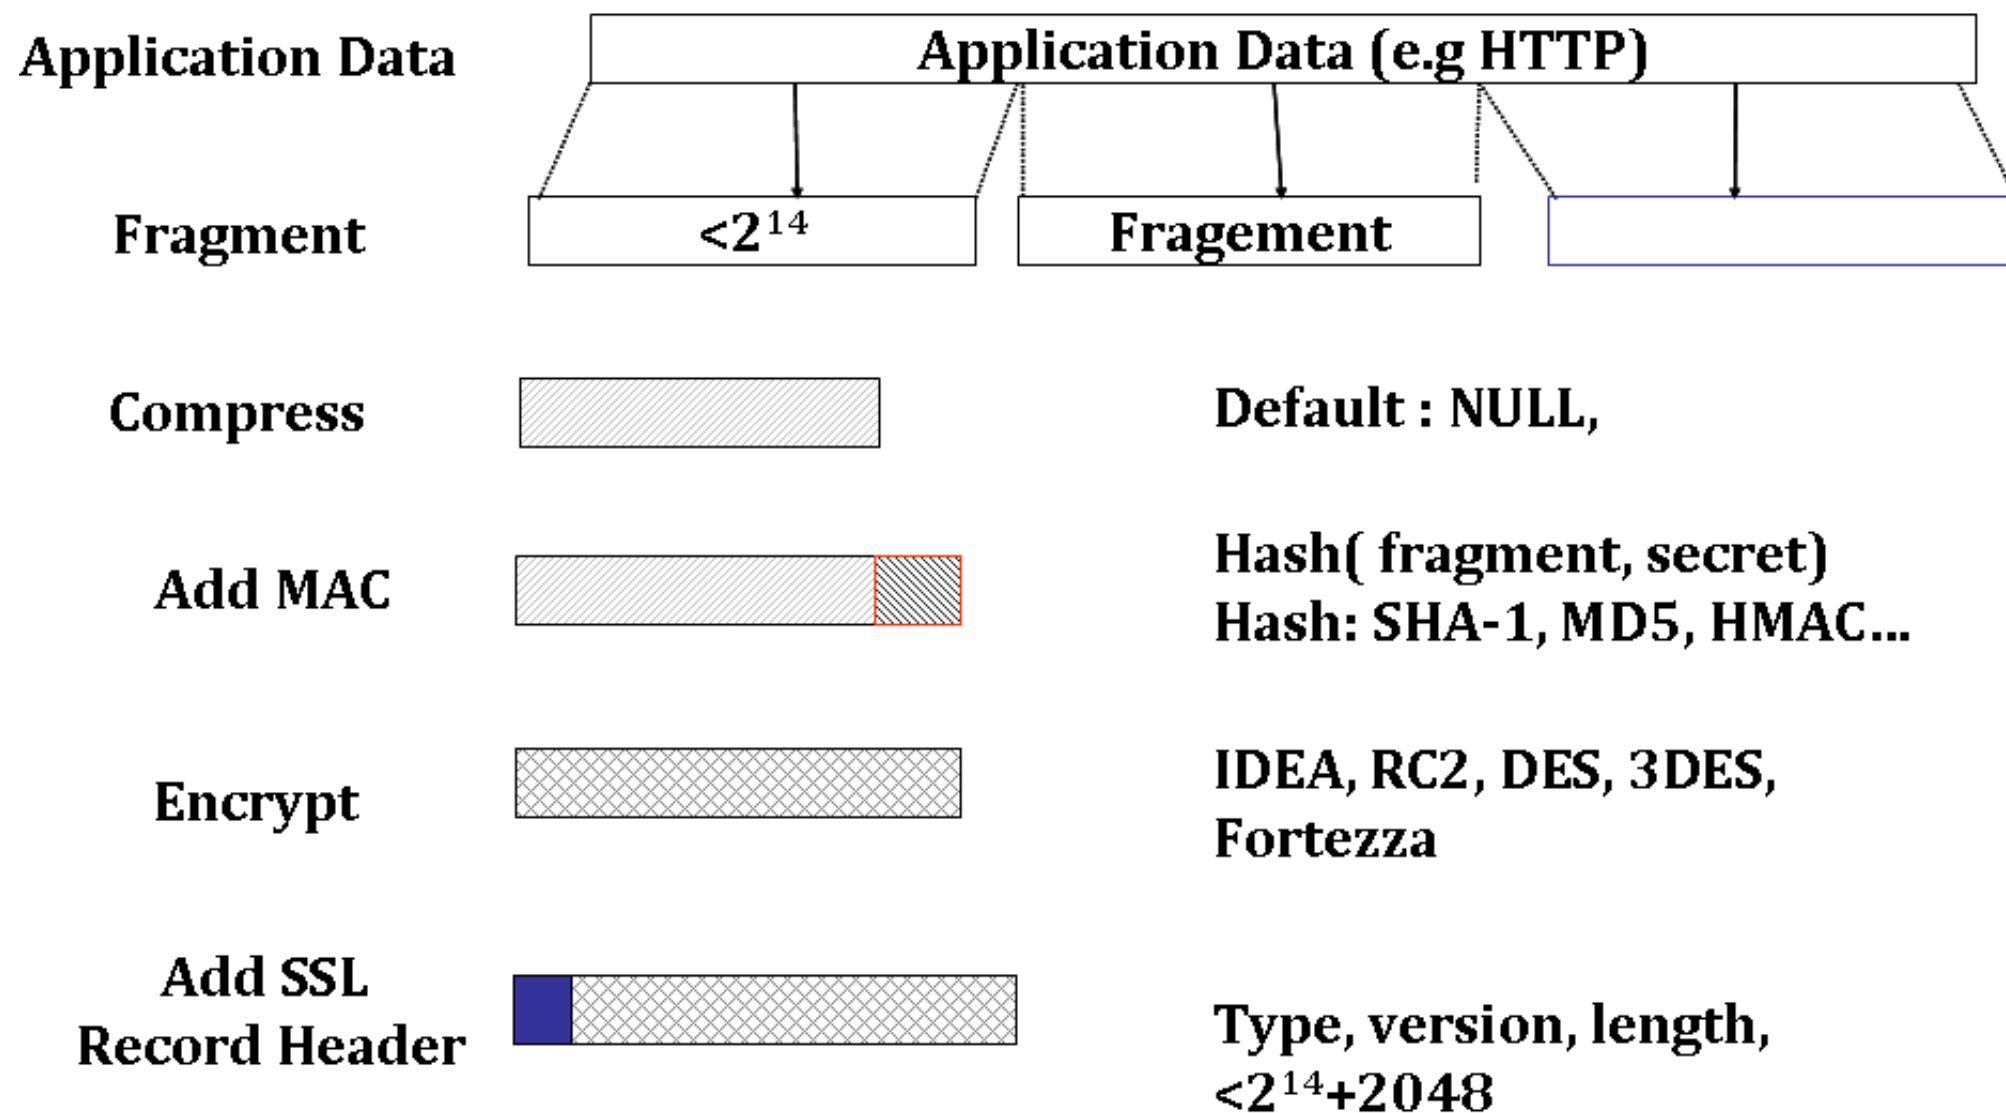 Application Data
Application Data (e.g HTTP)
Fragment
<2¹⁴
Fragement
Compress
Default : NULL,
Add MAC
Hash( fragment, secret)
Hash: SHA-1, MD5, HMAC...
Encrypt
IDEA, RC2, DES, 3DES,
Fortezza
Add SSL
Record Header
Type, version, length,
<2¹⁴+2048